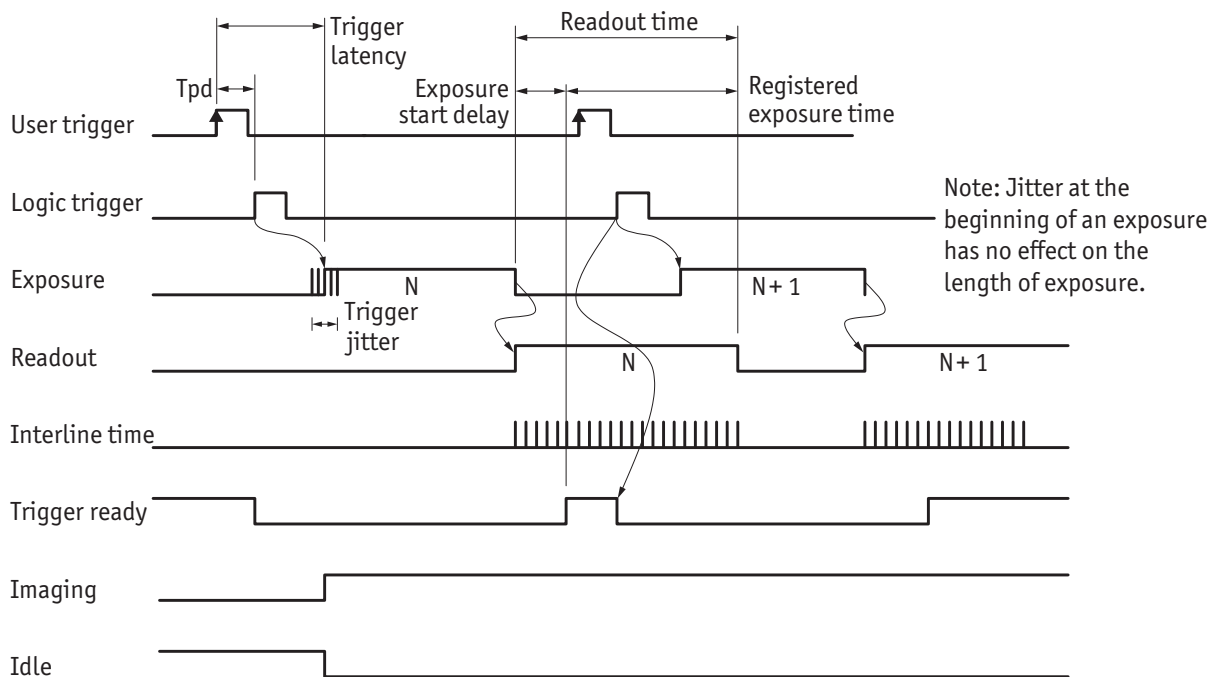 Trigger
latency
Readout time
Tpd
Exposure
start delay
Registered
exposure time
User trigger
Logic trigger
Note: Jitter at the
beginning of an exposure
has no effect on the
length of exposure.
Exposure
N
N + 1
Trigger
jitter
Readout
N
N + 1
Interline time
Trigger ready
Imaging
Idle